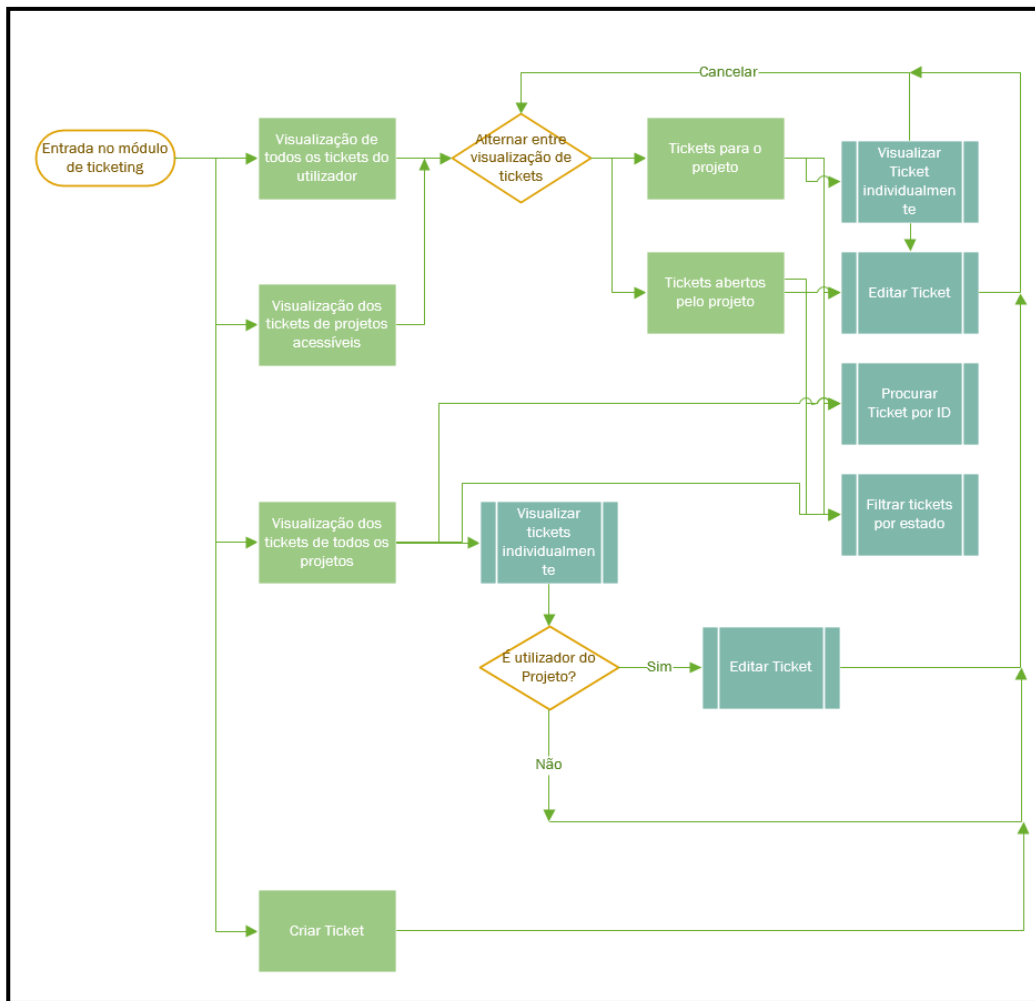 Cancelar
Entrada no módulo
de ticketing
Visualização de
todos os tickets do
utilizador
Alternar entre
visualização de
tickets
Tickets para o
projeto
Visualizar
Ticket
individualmen
te
Visualização dos
tickets de projetos
acessíveis
Tickets abertos
pelo projeto
Editar Ticket
Procurar
Ticket por ID
Visualização dos
tickets de todos os
projetos
Visualizar
tickets
individualmen
te
Filtrar tickets
por estado
É utilizador do
Projeto?
Sim
Editar Ticket
Não
Criar Ticket